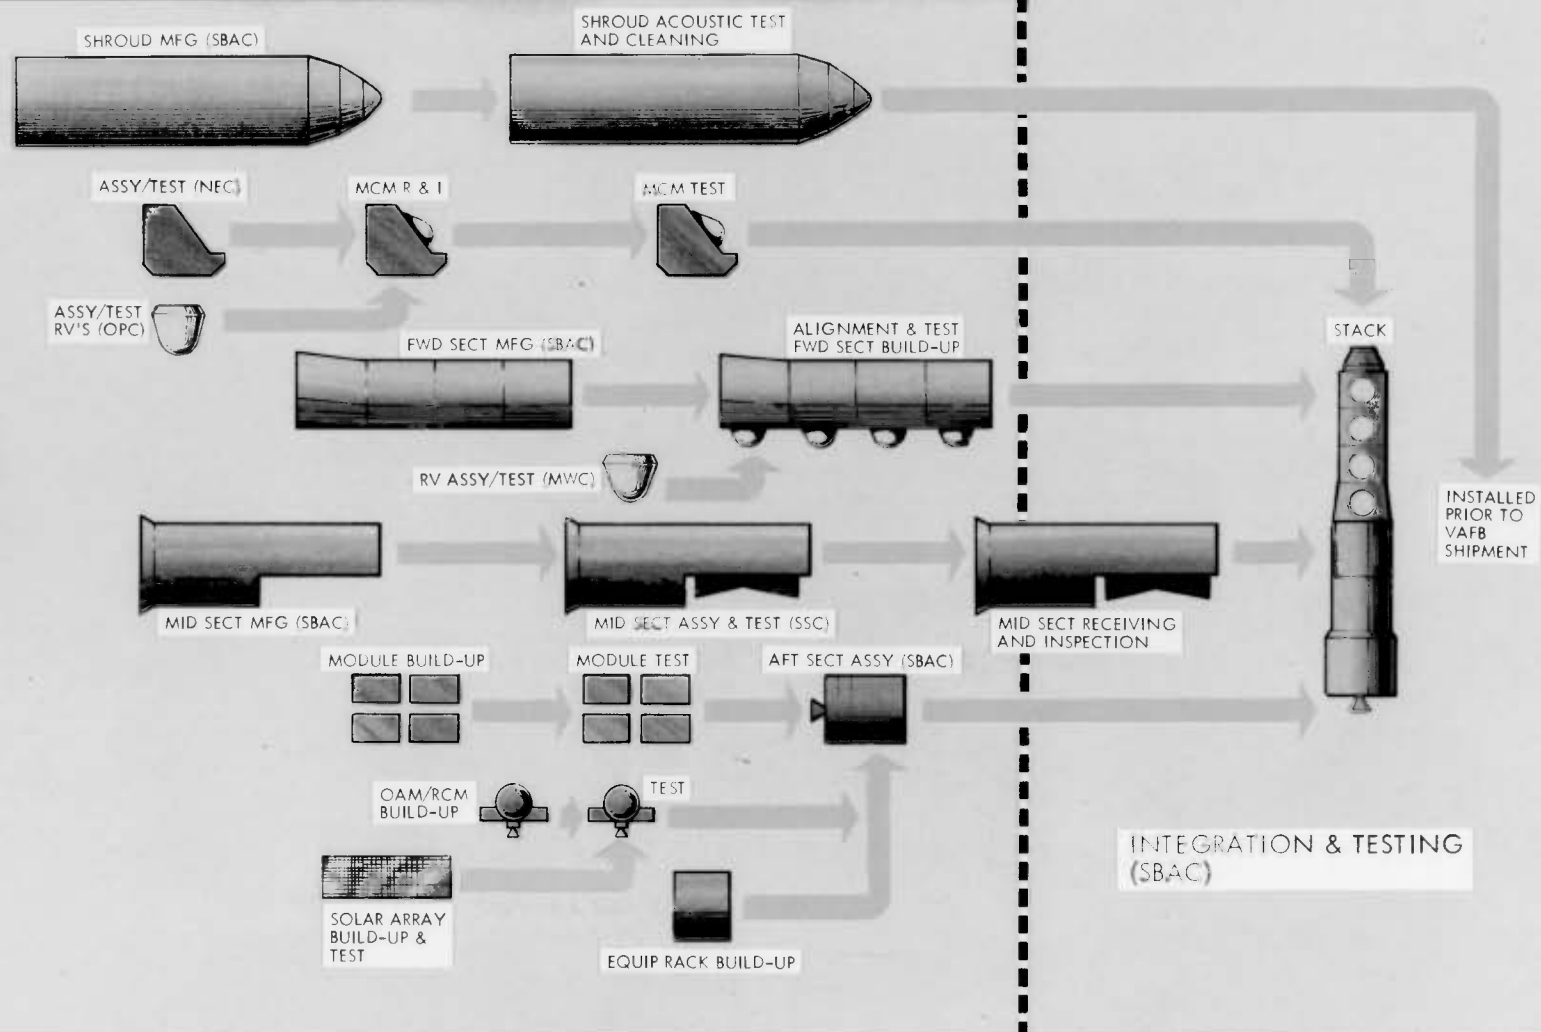 SHROUD MFG (SBAC)
SHROUD ACOUSTIC TEST
AND CLEANING
ASSY/TEST (NEC)
MCM R & I
MCM TEST
ASSY/TEST
RV'S (OPC)
FWD SECT MFG (SBAC)
ALIGNMENT & TEST
FWD SECT BUILD-UP
STACK
RV ASSY/TEST (MWC)
INSTALLED
PRIOR TO
VAFB
SHIPMENT
MID SECT MFG (SBAC)
MID SECT ASSY & TEST (SSC)
MID SECT RECEIVING
AND INSPECTION
MODULE BUILD-UP
MODULE TEST
AFT SECT ASSY (SBAC)
OAM/RCM
BUILD-UP
TEST
INTEGRATION & TESTING
(SBAC)
SOLAR ARRAY
BUILD-UP &
TEST
EQUIP RACK BUILD-UP